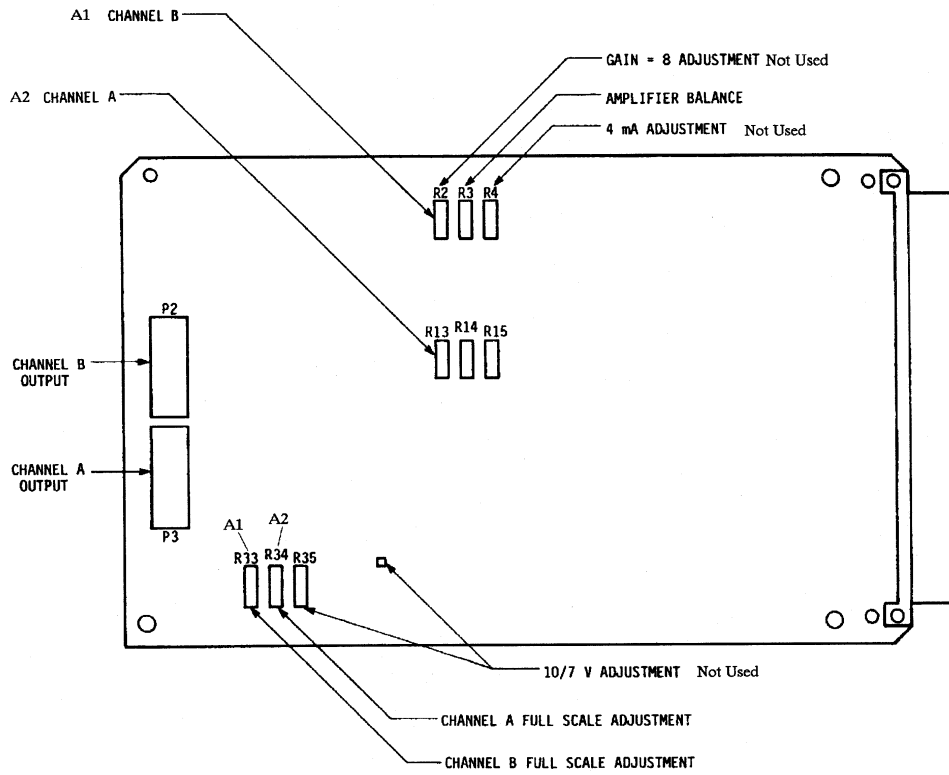 A1 CHANNEL B
GAIN = 8 ADJUSTMENT Not Used
A2 CHANNEL A
AMPLIFIER BALANCE
4 mA ADJUSTMENT Not Used
R2 R3 R4
P2
R13 R14 R15
CHANNEL B
OUTPUT
CHANNEL A
OUTPUT
P3
A1 A2
R33 R34 R35
10/7 V ADJUSTMENT Not Used
CHANNEL A FULL SCALE ADJUSTMENT
CHANNEL B FULL SCALE ADJUSTMENT